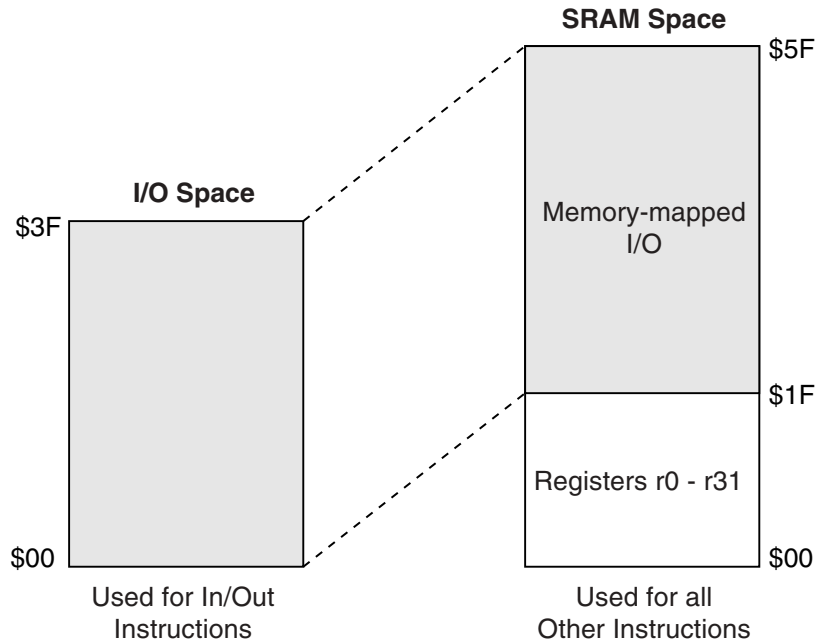 SRAM Space
$5F
I/O Space
$3F
Memory-mapped
I/O
$1F
Registers r0 - r31
$00
$00
Used for In/Out
Instructions
Used for all
Other Instructions